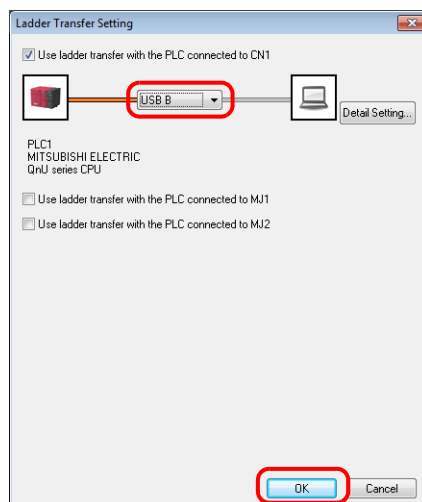 Ladder Transfer Setting
Use ladder transfer with the PLC connected to CN1
USB B
Detail Setting...
PLC1
MITSUBISHI ELECTRIC
QnU series CPU
Use ladder transfer with the PLC connected to MJ1
Use ladder transfer with the PLC connected to MJ2
OK Cancel